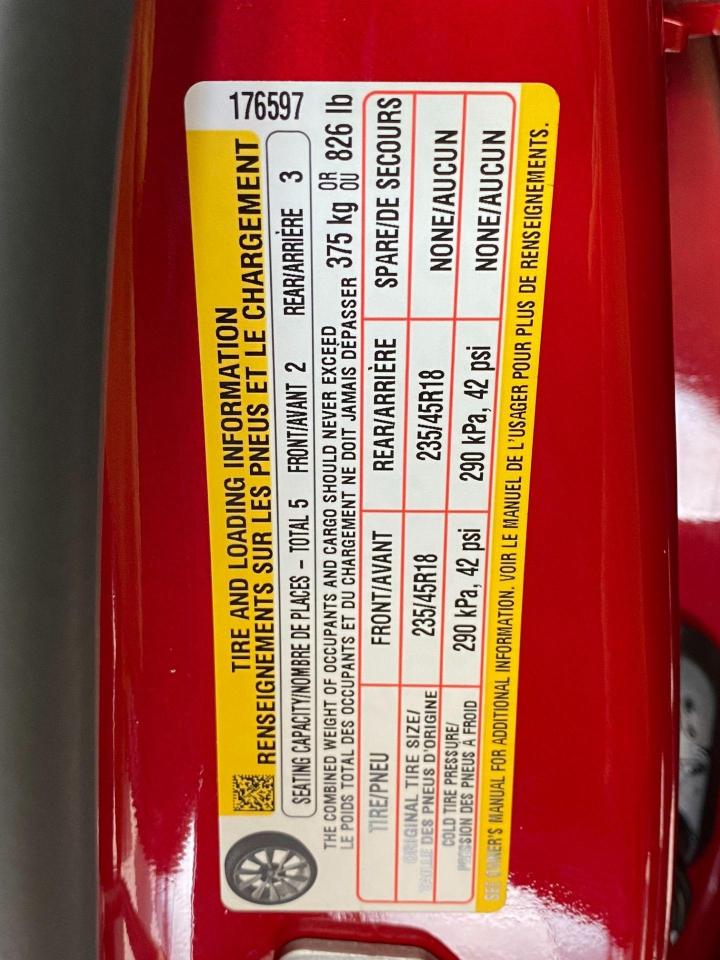 176597
TIRE AND LOADING INFORMATION
RENSEIGNEMENTS SUR LES PNEUS ET LE CHARGEMENT
SEATING CAPACITY/NOMBRE DE PLACES – TOTAL 5 FRONT/AVANT 2 REAR/ARRIÈRE 3
THE COMBINED WEIGHT OF OCCUPANTS AND CARGO SHOULD NEVER EXCEED
LE POIDS TOTAL DES OCCUPANTS ET DU CHARGEMENT NE DOIT JAMAIS DÉPASSER 375 kg OR OU 826 lb
TIRE/PNEU FRONT/AVANT REAR/ARRIÈRE SPARE/DE SECOURS
ORIGINAL TIRE SIZE/
TAILLE DES PNEUS D'ORIGINE 235/45R18 235/45R18 NONE/AUCUN
COLD TIRE PRESSURE/
PRESSION DES PNEUS À FROID 290 kPa, 42 psi 290 kPa, 42 psi NONE/AUCUN
SEE OWNER'S MANUAL FOR ADDITIONAL INFORMATION. VOIR LE MANUEL DE L'USAGER POUR PLUS DE RENSEIGNEMENTS.